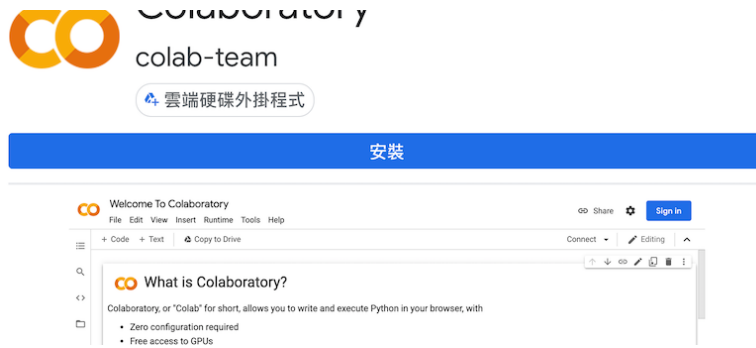 Colaboratory
colab-team
雲端硬碟外掛程式
安裝
Welcome To Colaboratory
File Edit View Insert Runtime Tools Help
Share
Sign in
+ Code + Text Copy to Drive
Connect
Editing
What is Colaboratory?
Colaboratory, or "Colab" for short, allows you to write and execute Python in your browser, with
• Zero configuration required
• Free access to GPUs